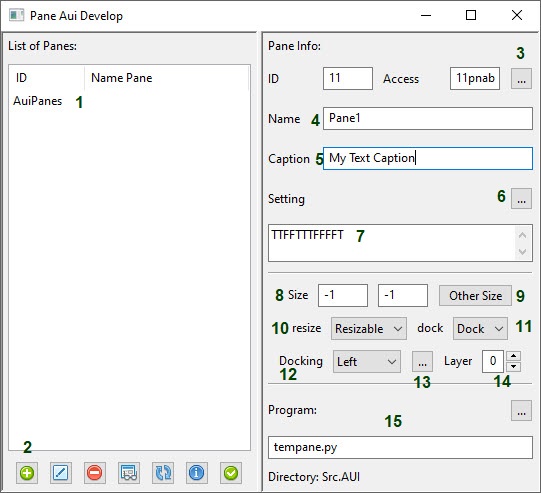 Pane Aui Develop
List of Panes:
ID Name Pane
AuiPanes 1
2
Pane Info:
3
ID 11 Access 11pnab ...
Name 4 Pane1
Caption 5 My Text Caption
Setting 6 ...
TTFFTTTFFFFT 7
8 Size -1 -1 Other Size 9
10 resize Resizable dock Dock 11
Docking Left ... Layer 0
12 13 14
Program: ...
15
tempane.py
Directory: Src.AUI